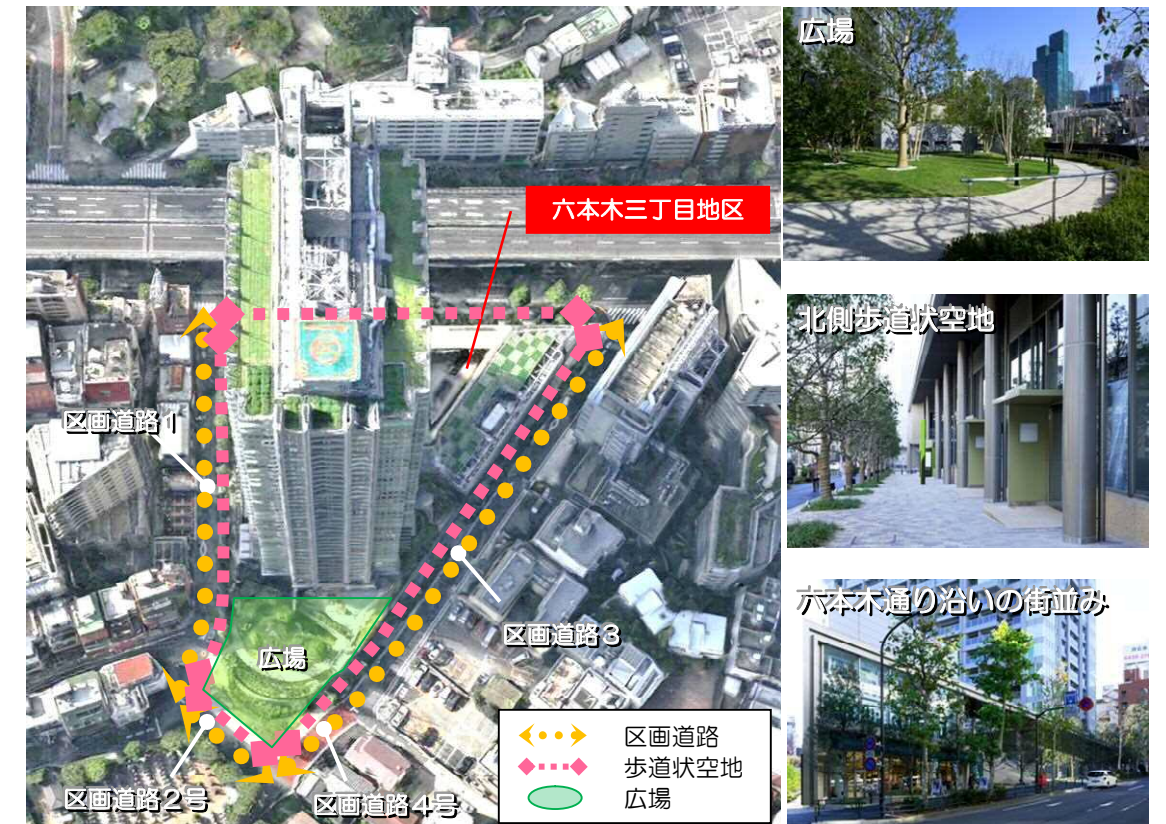 六本木三丁目地区
区画道路1
広場
区画道路3
区画道路2号
区画道路4号
区画道路
歩道状空地
広場
広場
北側歩道状空地
六本木通り沿いの街並み